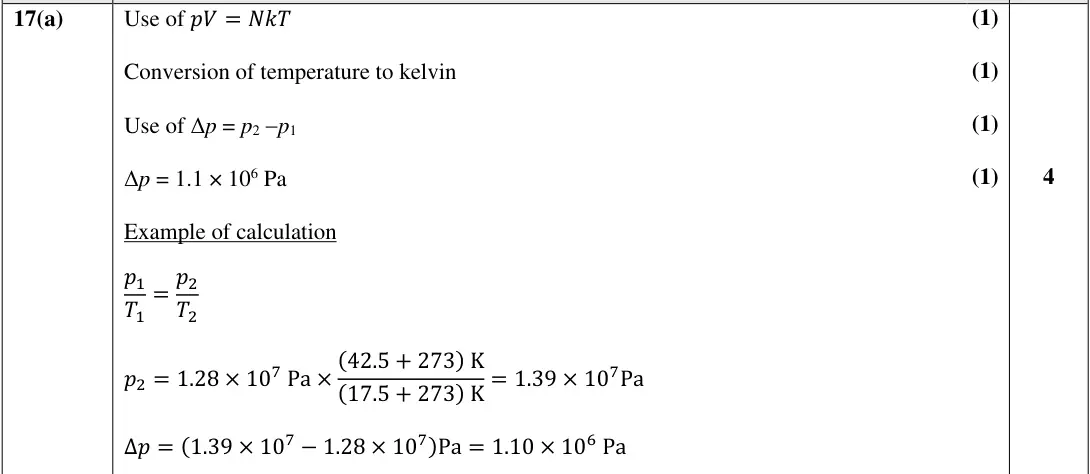 17(a) Use of 𝑝𝑉 = 𝑁𝑘𝑇 (1)
Conversion of temperature to kelvin (1)
Use of Δp = p₂ –p₁ (1)
Δp = 1.1 × 10⁶ Pa (1) 4
Example of calculation
p₁/T₁ = p₂/T₂
p₂ = 1.28 × 10⁷ Pa × (42.5 + 273) K/(17.5 + 273) K = 1.39 × 10⁷Pa
Δp = (1.39 × 10⁷ − 1.28 × 10⁷)Pa = 1.10 × 10⁶ Pa